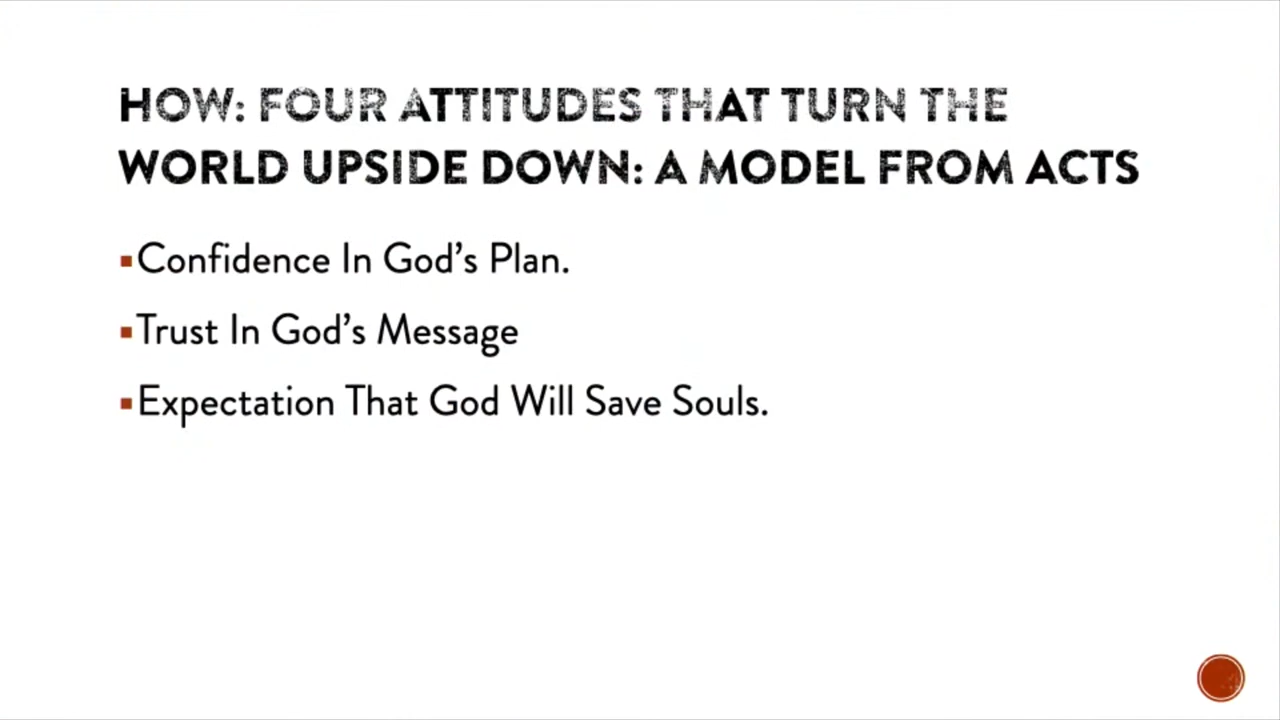 HOW: FOUR ATTITUDES THAT TURN THE
WORLD UPSIDE DOWN: A MODEL FROM ACTS
▪Confidence In God’s Plan.
▪Trust In God’s Message
▪Expectation That God Will Save Souls.